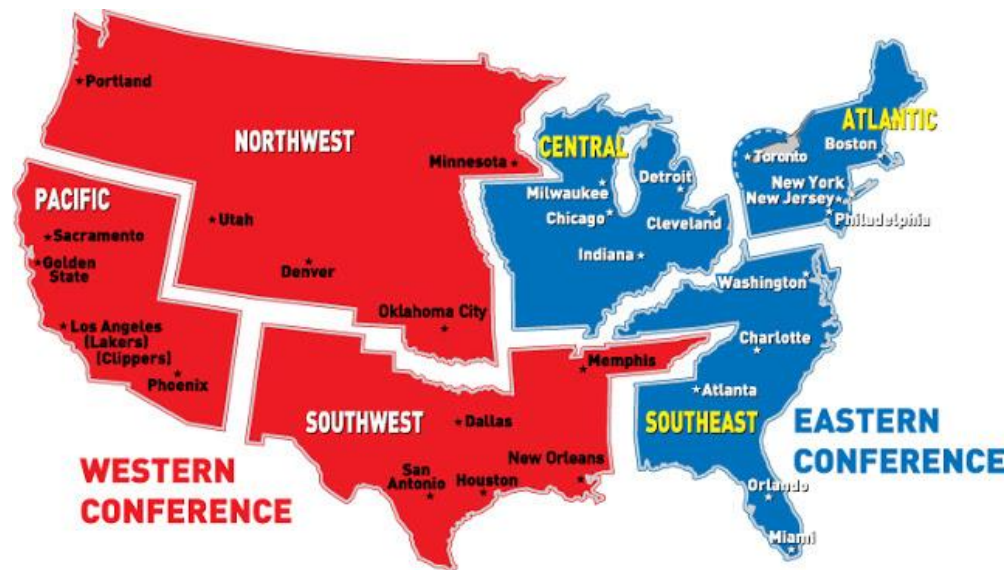 Portland
NORTHWEST
Minnesota
PACIFIC
Utah
Sacramento
Golden
State
Denver
Oklahoma City
Los Angeles
(Lakers)
(Clippers)
Phoenix
SOUTHWEST
Memphis
Dallas
New Orleans
San
Antonio
Houston
WESTERN
CONFERENCE
CENTRAL
Milwaukee
Detroit
Chicago
Cleveland
Indiana
ATLANTIC
Boston
Toronto
New York
New Jersey
Philadelphia
Washington
Charlotte
Atlanta
SOUTHEAST
Orlando
Miami
EASTERN
CONFERENCE